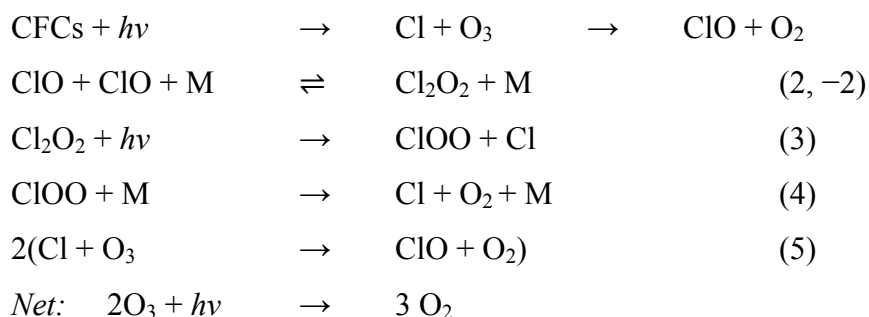 CFCs + hν → Cl + O₃ → ClO + O₂
ClO + ClO + M ⇌ Cl₂O₂ + M (2, −2)
Cl₂O₂ + hν → ClOO + Cl (3)
ClOO + M → Cl + O₂ + M (4)
2(Cl + O₃ → ClO + O₂) (5)
Net: 2O₃ + hν → 3 O₂